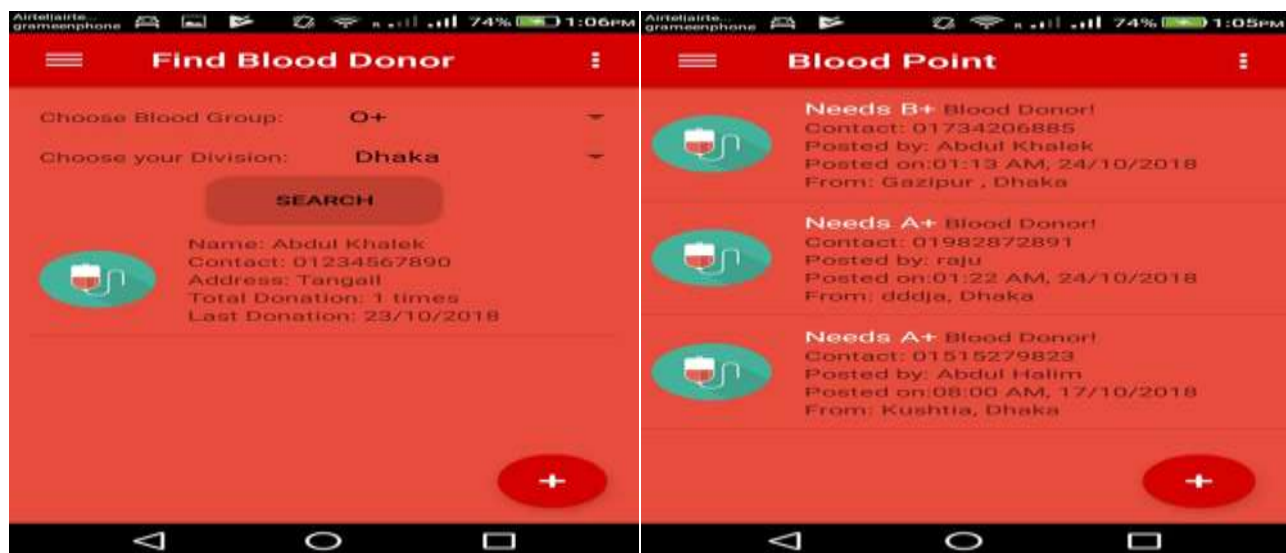 Airtel|airte...
grameenphone
R
74%
1:06PM
Find Blood Donor
Choose Blood Group: O+
Choose your Division: Dhaka
SEARCH
Name: Abdul Khalek
Contact: 01234567890
Address: Tangail
Total Donation: 1 times
Last Donation: 23/10/2018
+
Airtel|airte...
grameenphone
R
74%
1:05PM
Blood Point
Needs B+ Blood Donor!
Contact: 01734206885
Posted by: Abdul Khalek
Posted on:01:13 AM, 24/10/2018
From: Gazipur , Dhaka
Needs A+ Blood Donor!
Contact: 01982872891
Posted by: raju
Posted on:01:22 AM, 24/10/2018
From: dddja, Dhaka
Needs A+ Blood Donor!
Contact: 01515279823
Posted by: Abdul Halim
Posted on:08:00 AM, 17/10/2018
From: Kushtia, Dhaka
+